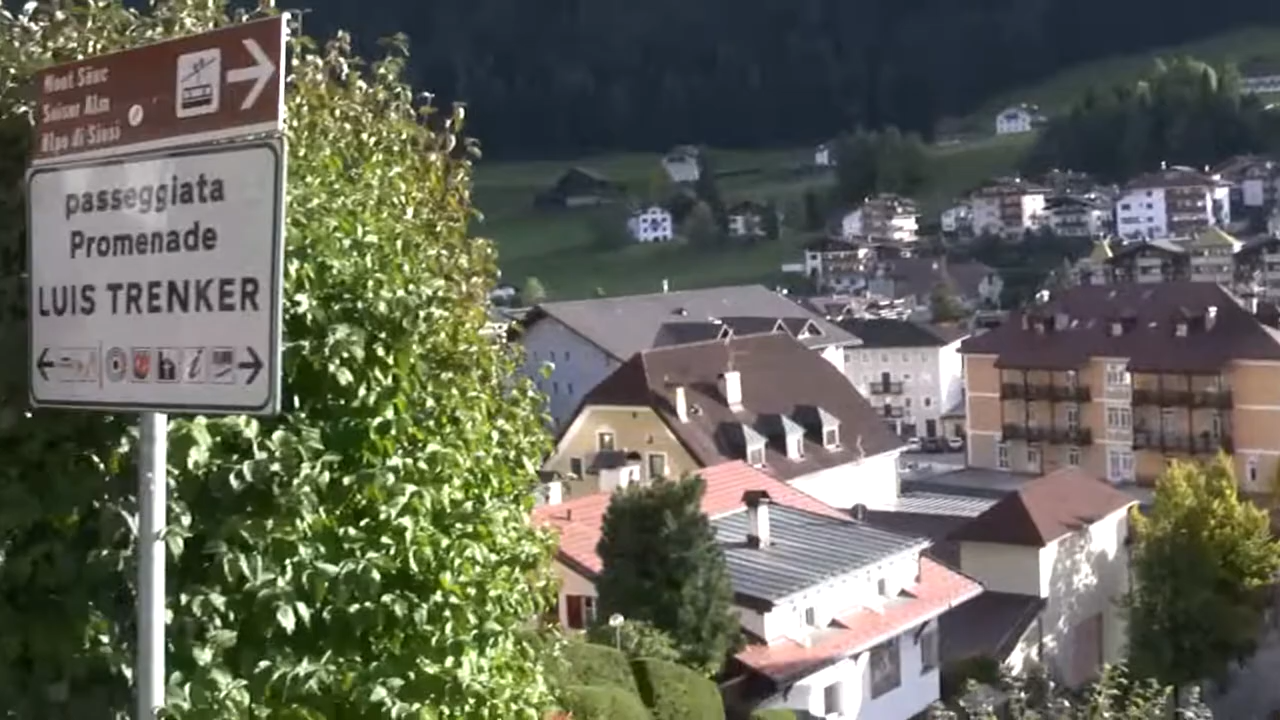 Mont Sëuc
Seiser Alm
Alpe di Siusi
passeggiata
Promenade
LUIS TRENKER